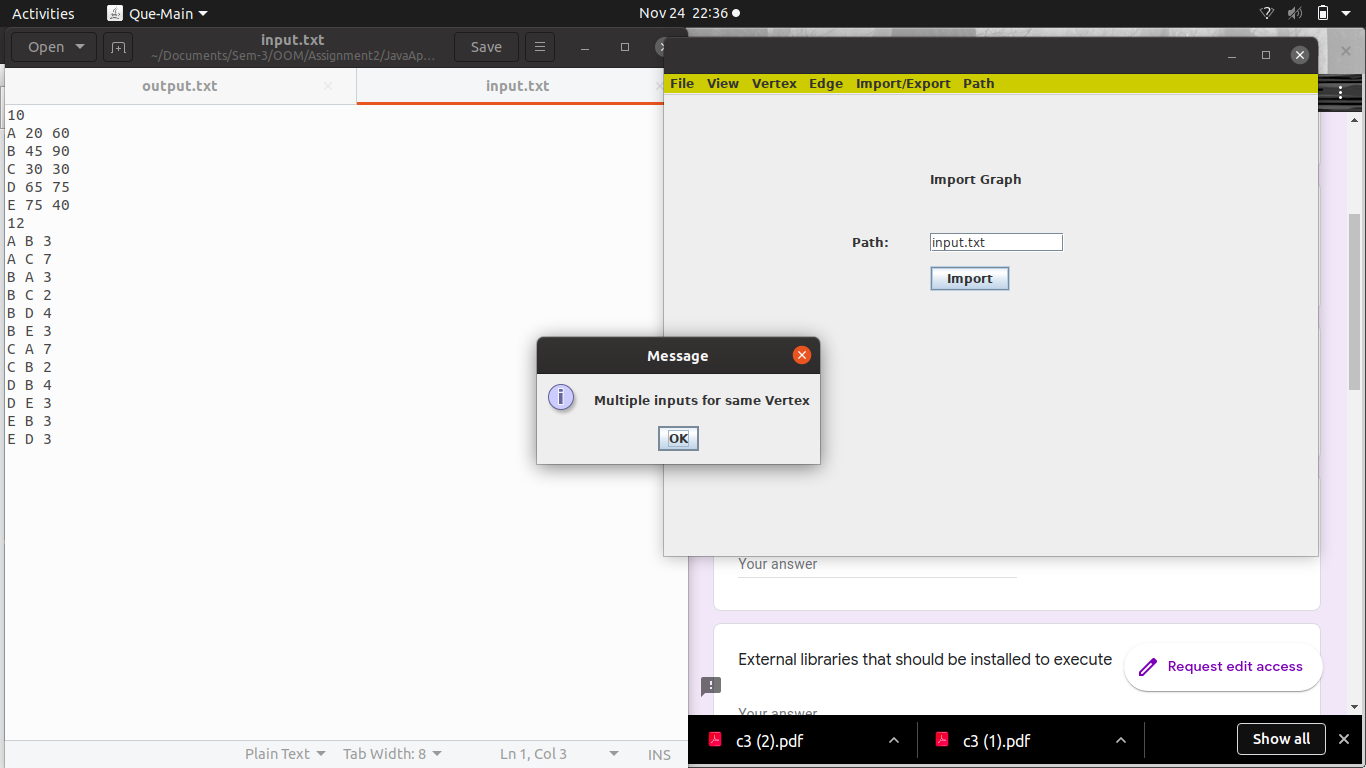 Activities
Que-Main
Nov 24 22:36
Open
input.txt
~/Documents/Sem-3/OOM/Assignment2/JavaAp…
Save
output.txt
input.txt
10
A 20 60
B 45 90
C 30 30
D 65 75
E 75 40
12
A B 3
A C 7
B A 3
B C 2
B D 4
B E 3
C A 7
C B 2
D B 4
D E 3
E B 3
E D 3
Plain Text
Tab Width: 8
Ln 1, Col 3
INS
File View Vertex Edge Import/Export Path
Import Graph
Path:
input.txt
Import
Message
Multiple inputs for same Vertex
OK
Your answer
External libraries that should be installed to execute
Request edit access
Your answer
c3 (2).pdf
c3 (1).pdf
Show all